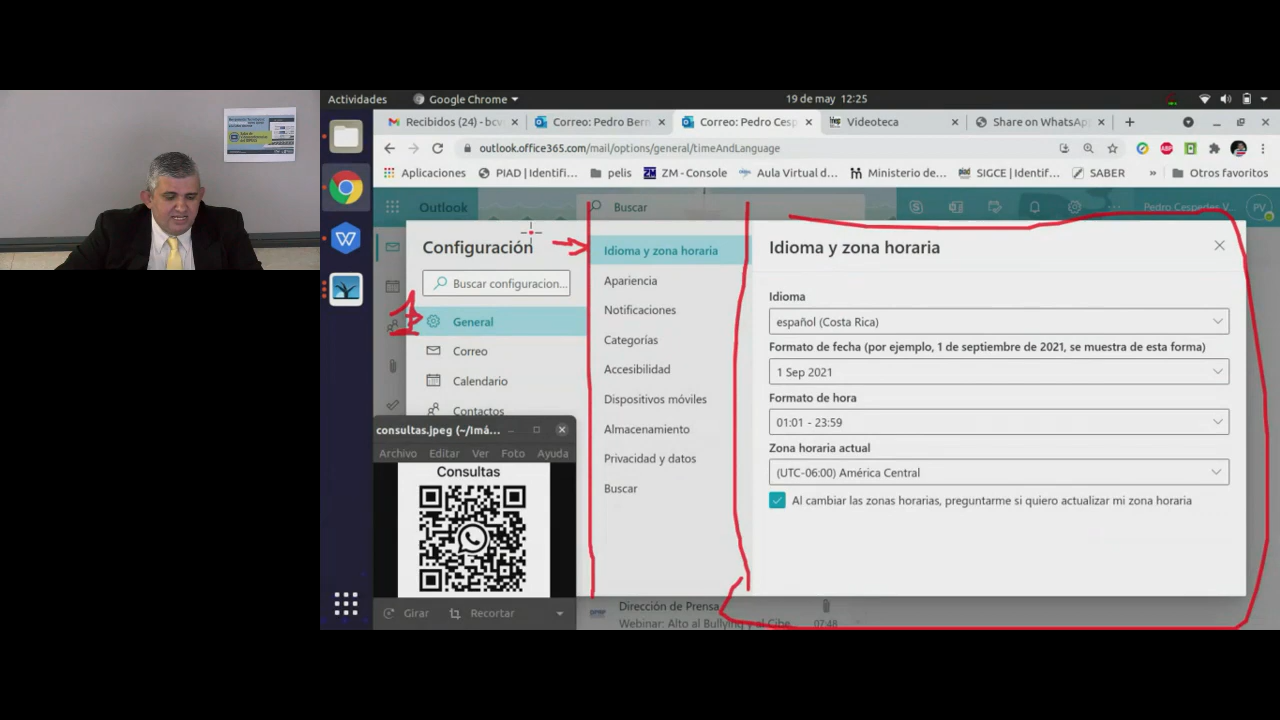 Actividades
Google Chrome
19 de may 12:25
Recibidos (24) - bcv
Correo: Pedro Bern
Correo: Pedro Cesp
Videoteca
Share on WhatsAp
outlook.office365.com/mail/options/general/timeAndLanguage
Aplicaciones
PIAD | Identifi...
pelis
ZM - Console
Aula Virtual d...
Ministerio de...
SIGCE | Identif...
SABER
»
Otros favoritos
Outlook
Buscar
Pedro Cespedes V...
PV
Configuración
Buscar configuracion...
General
Correo
Calendario
Contactos
Idioma y zona horaria
Apariencia
Notificaciones
Categorías
Accesibilidad
Dispositivos móviles
Almacenamiento
Privacidad y datos
Buscar
Idioma y zona horaria
Idioma
español (Costa Rica)
Formato de fecha (por ejemplo, 1 de septiembre de 2021, se muestra de esta forma)
1 Sep 2021
Formato de hora
01:01 - 23:59
Zona horaria actual
(UTC-06:00) América Central
Al cambiar las zonas horarias, preguntarme si quiero actualizar mi zona horaria
1
consultas.jpeg (~/Imá...
Archivo Editar Ver Foto Ayuda
Consultas
Girar
Recortar
Dirección de Prensa
Webinar: Alto al Bullying y al Cibe...
07:48